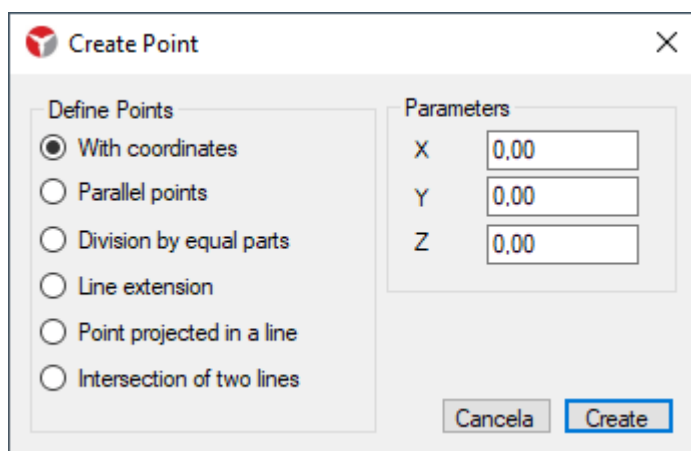 Create Point
Define Points
With coordinates
Parallel points
Division by equal parts
Line extension
Point projected in a line
Intersection of two lines
Parameters
X 0,00
Y 0,00
Z 0,00
Cancela Create